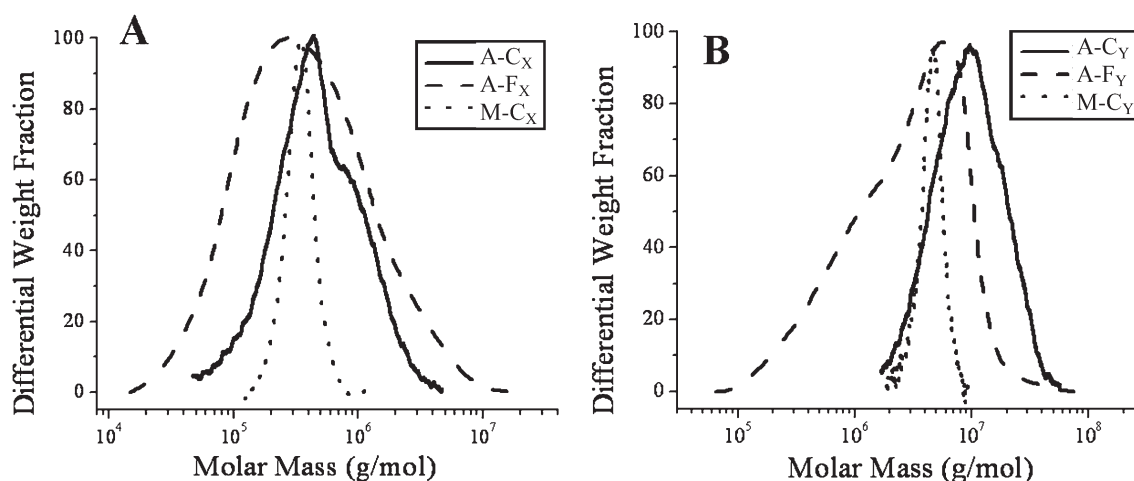 A
A-C_X
A-F_X
M-C_X
100
80
60
40
20
0
Differential Weight Fraction
10^4
10^5
10^6
10^7
Molar Mass (g/mol)
B
A-C_Y
A-F_Y
M-C_Y
100
80
60
40
20
0
Differential Weight Fraction
10^5
10^6
10^7
10^8
Molar Mass (g/mol)